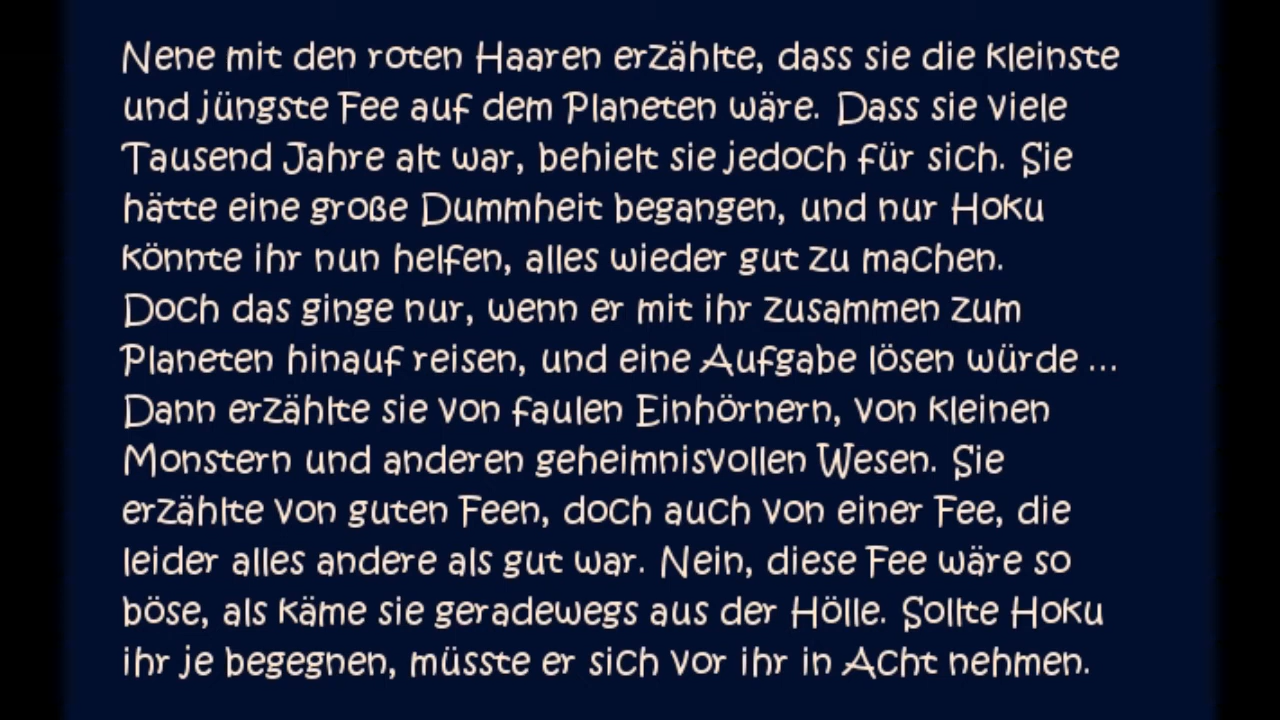 Nene mit den roten Haaren erzählte, dass sie die kleinste
und jüngste Fee auf dem Planeten wäre. Dass sie viele
Tausend Jahre alt war, behielt sie jedoch für sich. Sie
hätte eine große Dummheit begangen, und nur Hoku
könnte ihr nun helfen, alles wieder gut zu machen.
Doch das ginge nur, wenn er mit ihr zusammen zum
Planeten hinauf reisen, und eine Aufgabe lösen würde ...
Dann erzählte sie von faulen Einhörnern, von kleinen
Monstern und anderen geheimnisvollen Wesen. Sie
erzählte von guten Feen, doch auch von einer Fee, die
leider alles andere als gut war. Nein, diese Fee wäre so
böse, als käme sie geradewegs aus der Hölle. Sollte Hoku
ihr je begegnen, müsste er sich vor ihr in Acht nehmen.